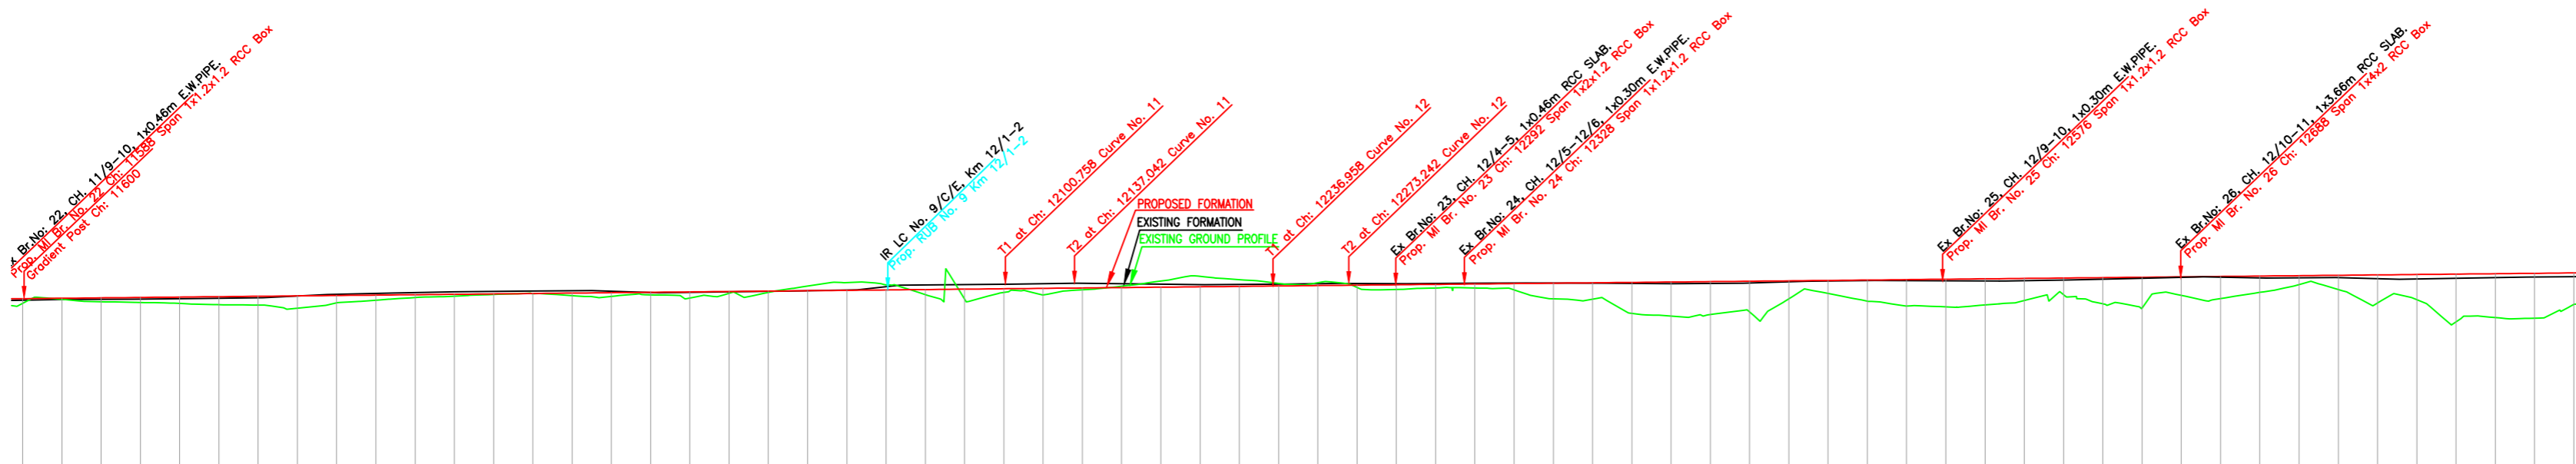 Ex Br.No: 22, CH. 11/9-10, 1x0.46m E.W.PIPE.
Prop. MI Br. No. 22 Ch: 11588 Span 1x1.2x1.2 RCC Box
Gradient Post Ch: 11600
IR LC No. 9/C/E, Km 12/1-2
Prop. RUB No. 9 Km 12/1-2
T1 at Ch: 12100.758 Curve No. 11
T2 at Ch: 12137.042 Curve No. 11
PROPOSED FORMATION
EXISTING FORMATION
EXISTING GROUND PROFILE
T1 at Ch: 12236.958 Curve No. 12
T2 at Ch: 12273.242 Curve No. 12
Ex Br.No: 23, CH. 12/4-5, 1x0.46m RCC SLAB.
Prop. MI Br. No. 23 Ch: 12292 Span 1x2x1.2 RCC Box
Ex Br.No: 24, CH. 12/5-12/6, 1x0.30m E.W.PIPE.
Prop. MI Br. No. 24 Ch: 12328 Span 1x1.2x1.2 RCC Box
Ex Br.No: 25, CH. 12/9-10, 1x0.30m E.W.PIPE.
Prop. MI Br. No. 25 Ch: 12576 Span 1x1.2x1.2 RCC Box
Ex Br.No: 26, CH. 12/10-11, 1x3.66m RCC SLAB.
Prop. MI Br. No. 26 Ch: 12688 Span 1x4x2 RCC Box